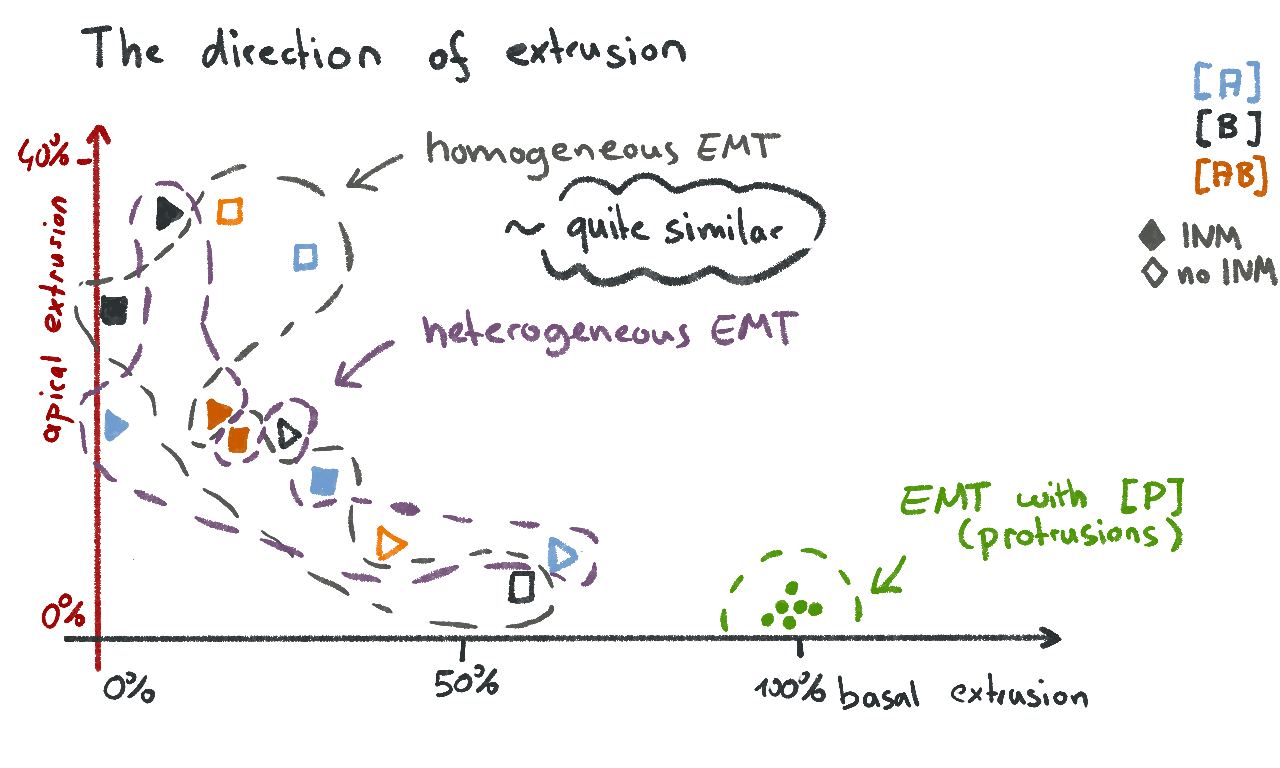 The direction of extrusion
[A]
[B]
[AB]
INM
no INM
40%
apical extrusion
0%
homogeneous EMT
~ quite similar
heterogeneous EMT
EMT with [P]
(protrusions)
0%
50%
100%
basal extrusion